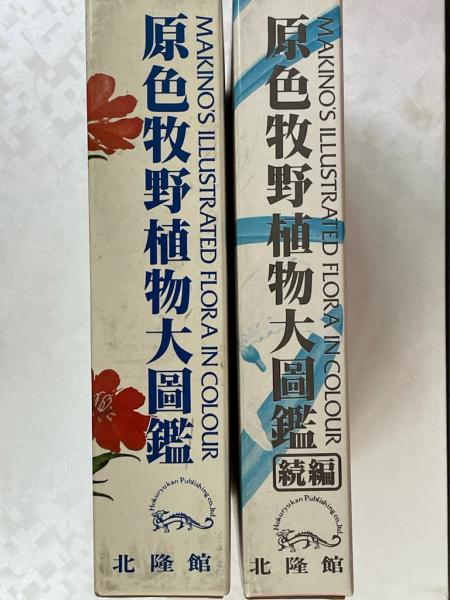 原色牧野植物大圖鑑
MAKINO'S ILLUSTRATED FLORA IN COLOUR
Hokuryukan Publishing co., ltd.
北隆館
原色牧野植物大圖鑑
続編
MAKINO'S ILLUSTRATED FLORA IN COLOUR
Hokuryukan Publishing co., ltd.
北隆館